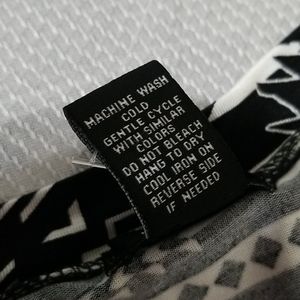 MACHINE WASH
COLD
GENTLE CYCLE
WITH SIMILAR
COLORS
DO NOT BLEACH
HANG TO DRY
COOL IRON ON
REVERSE SIDE
IF NEEDED